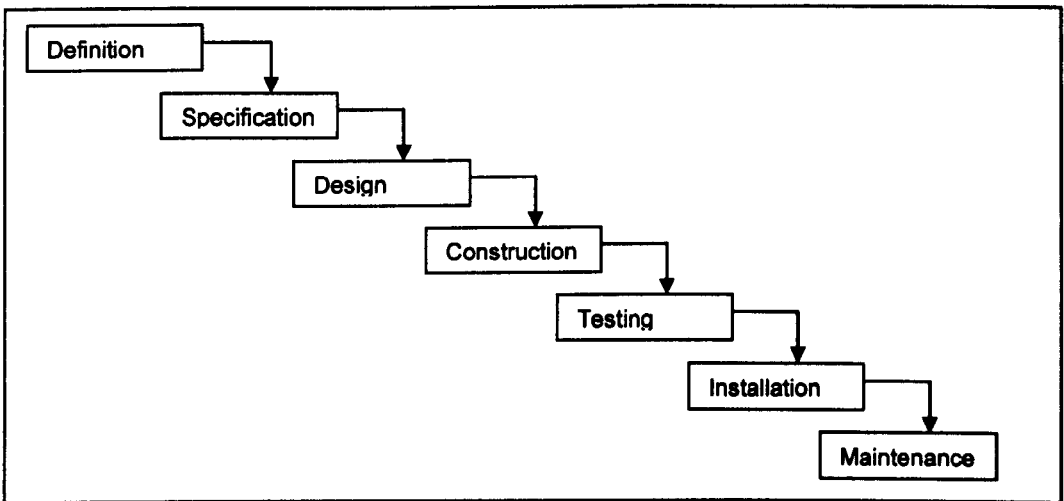 Definition
Specification
Design
Construction
Testing
Installation
Maintenance